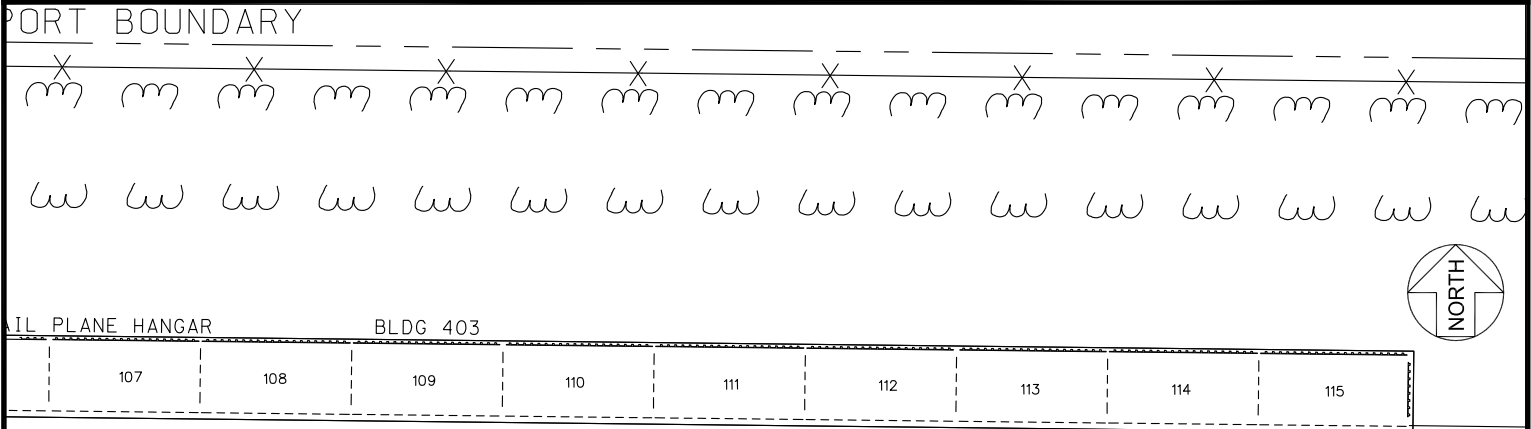 PORT BOUNDARY
NORTH
AIL PLANE HANGAR BLDG 403
107 108 109 110 111 112 113 114 115